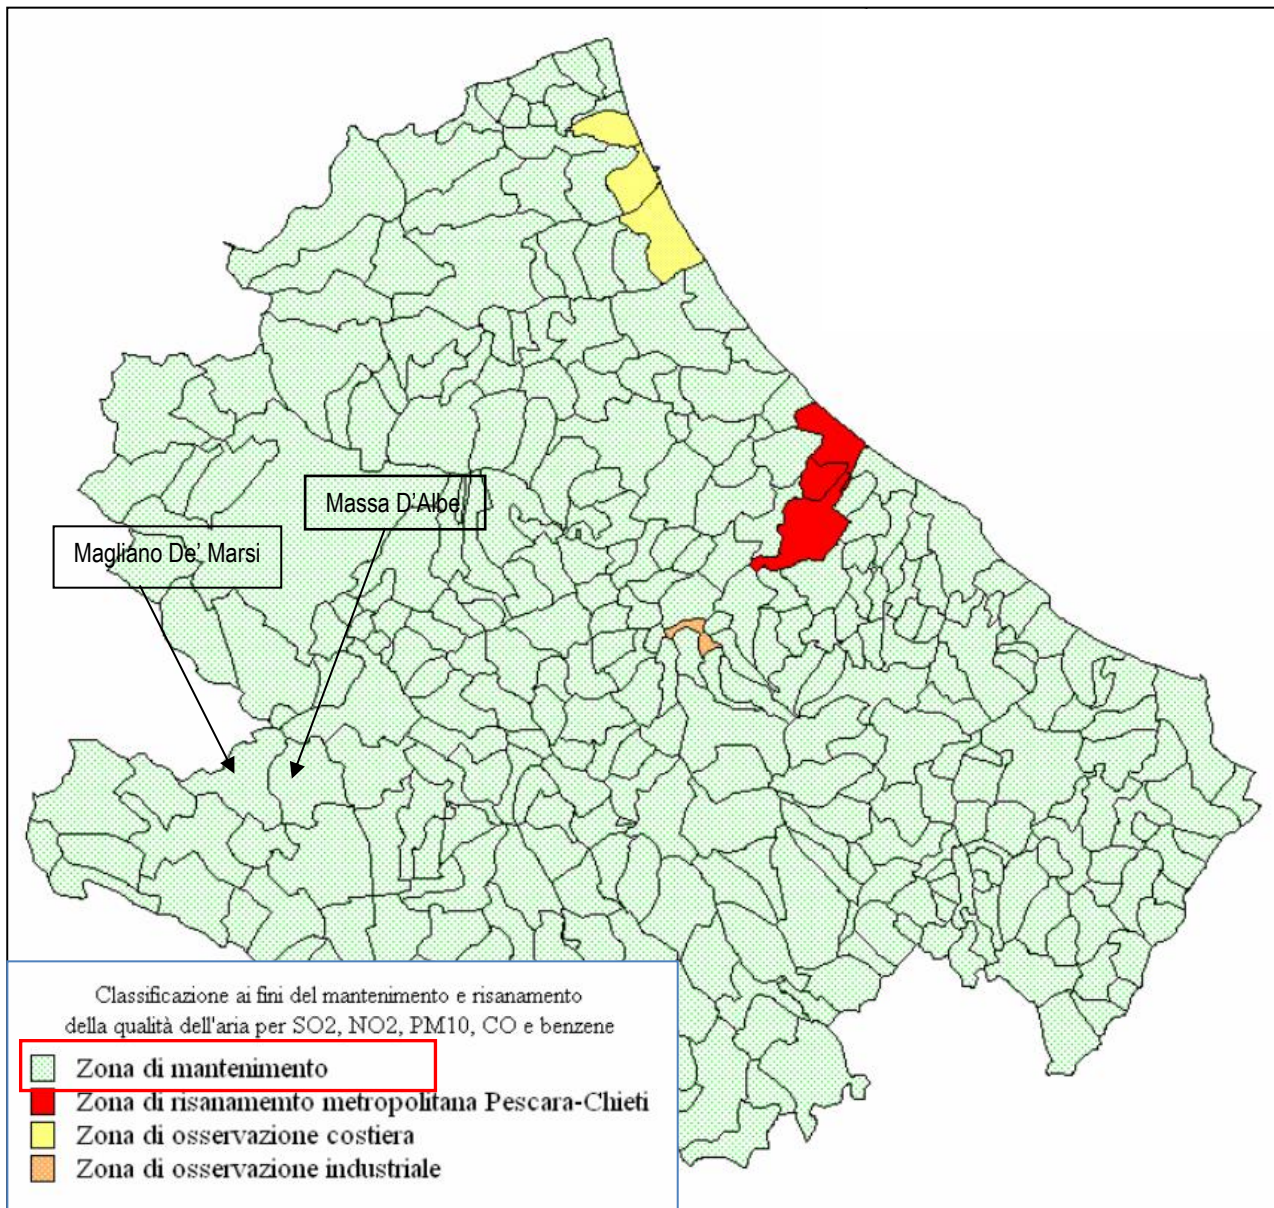 Massa D'Albe
Magliano De' Marsi
Classificazione ai fini del mantenimento e risanamento
della qualità dell'aria per SO2, NO2, PM10, CO e benzene
Zona di mantenimento
Zona di risanamemto metropolitana Pescara-Chieti
Zona di osservazione costiera
Zona di osservazione industriale